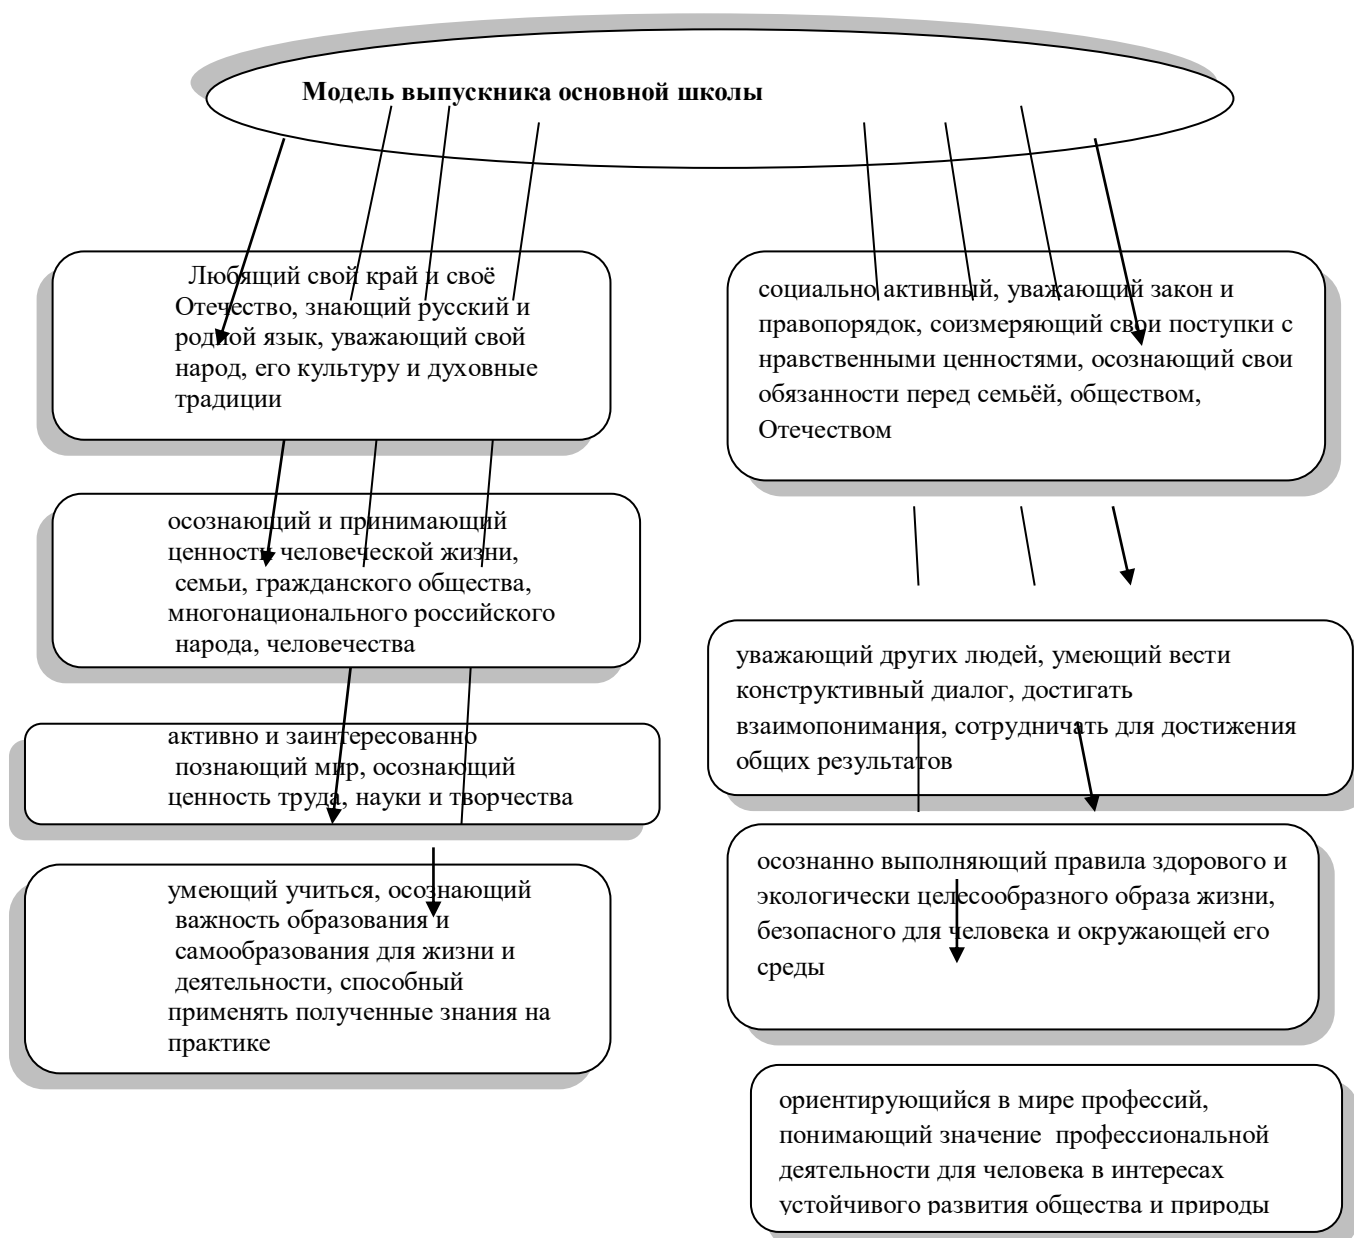 Модель выпускника основной школы
Любящий свой край и своё
Отечество, знающий русский и
родной язык, уважающий свой
народ, его культуру и духовные
традиции
осознающий и принимающий
ценность человеческой жизни,
семьи, гражданского общества,
многонационального российского
народа, человечества
активно и заинтересованно
познающий мир, осознающий
ценность труда, науки и творчества
умеющий учиться, осознающий
важность образования и
самообразования для жизни и
деятельности, способный
применять полученные знания на
практике
социально активный, уважающий закон и
правопорядок, соизмеряющий свои поступки с
нравственными ценностями, осознающий свои
обязанности перед семьёй, обществом,
Отечеством
уважающий других людей, умеющий вести
конструктивный диалог, достигать
взаимопонимания, сотрудничать для достижения
общих результатов
осознанно выполняющий правила здорового и
экологически целесообразного образа жизни,
безопасного для человека и окружающей его
среды
ориентирующийся в мире профессий,
понимающий значение профессиональной
деятельности для человека в интересах
устойчивого развития общества и природы